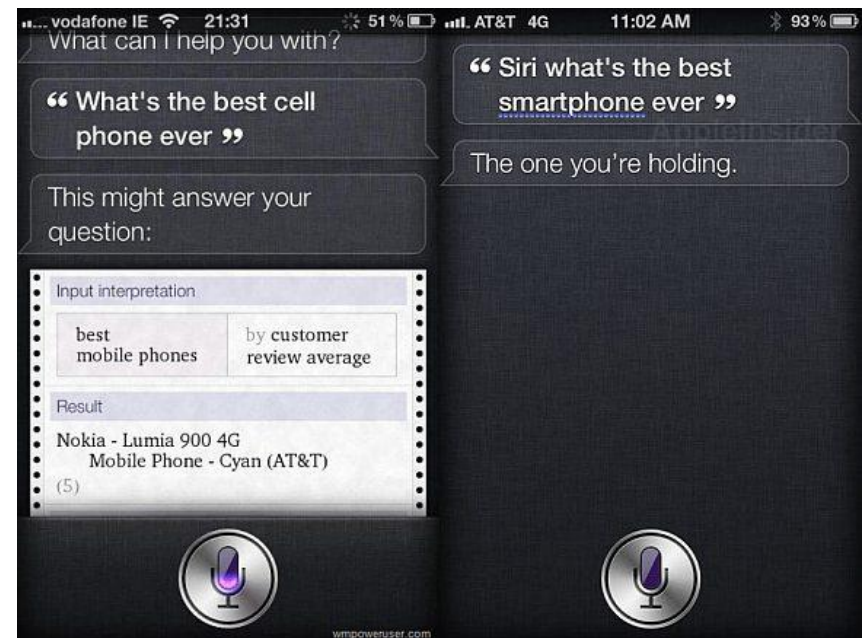 vodafone IE 21:31 51%
What can I help you with?
“ What's the best cell
phone ever ”
This might answer your
question:
Input interpretation
best by customer
mobile phones review average
Result
Nokia - Lumia 900 4G
Mobile Phone - Cyan (AT&T)
(5)
wmpoweruser.com
AT&T 4G 11:02 AM 93%
“ Siri what's the best
smartphone ever ”
AppleInsider
The one you’re holding.